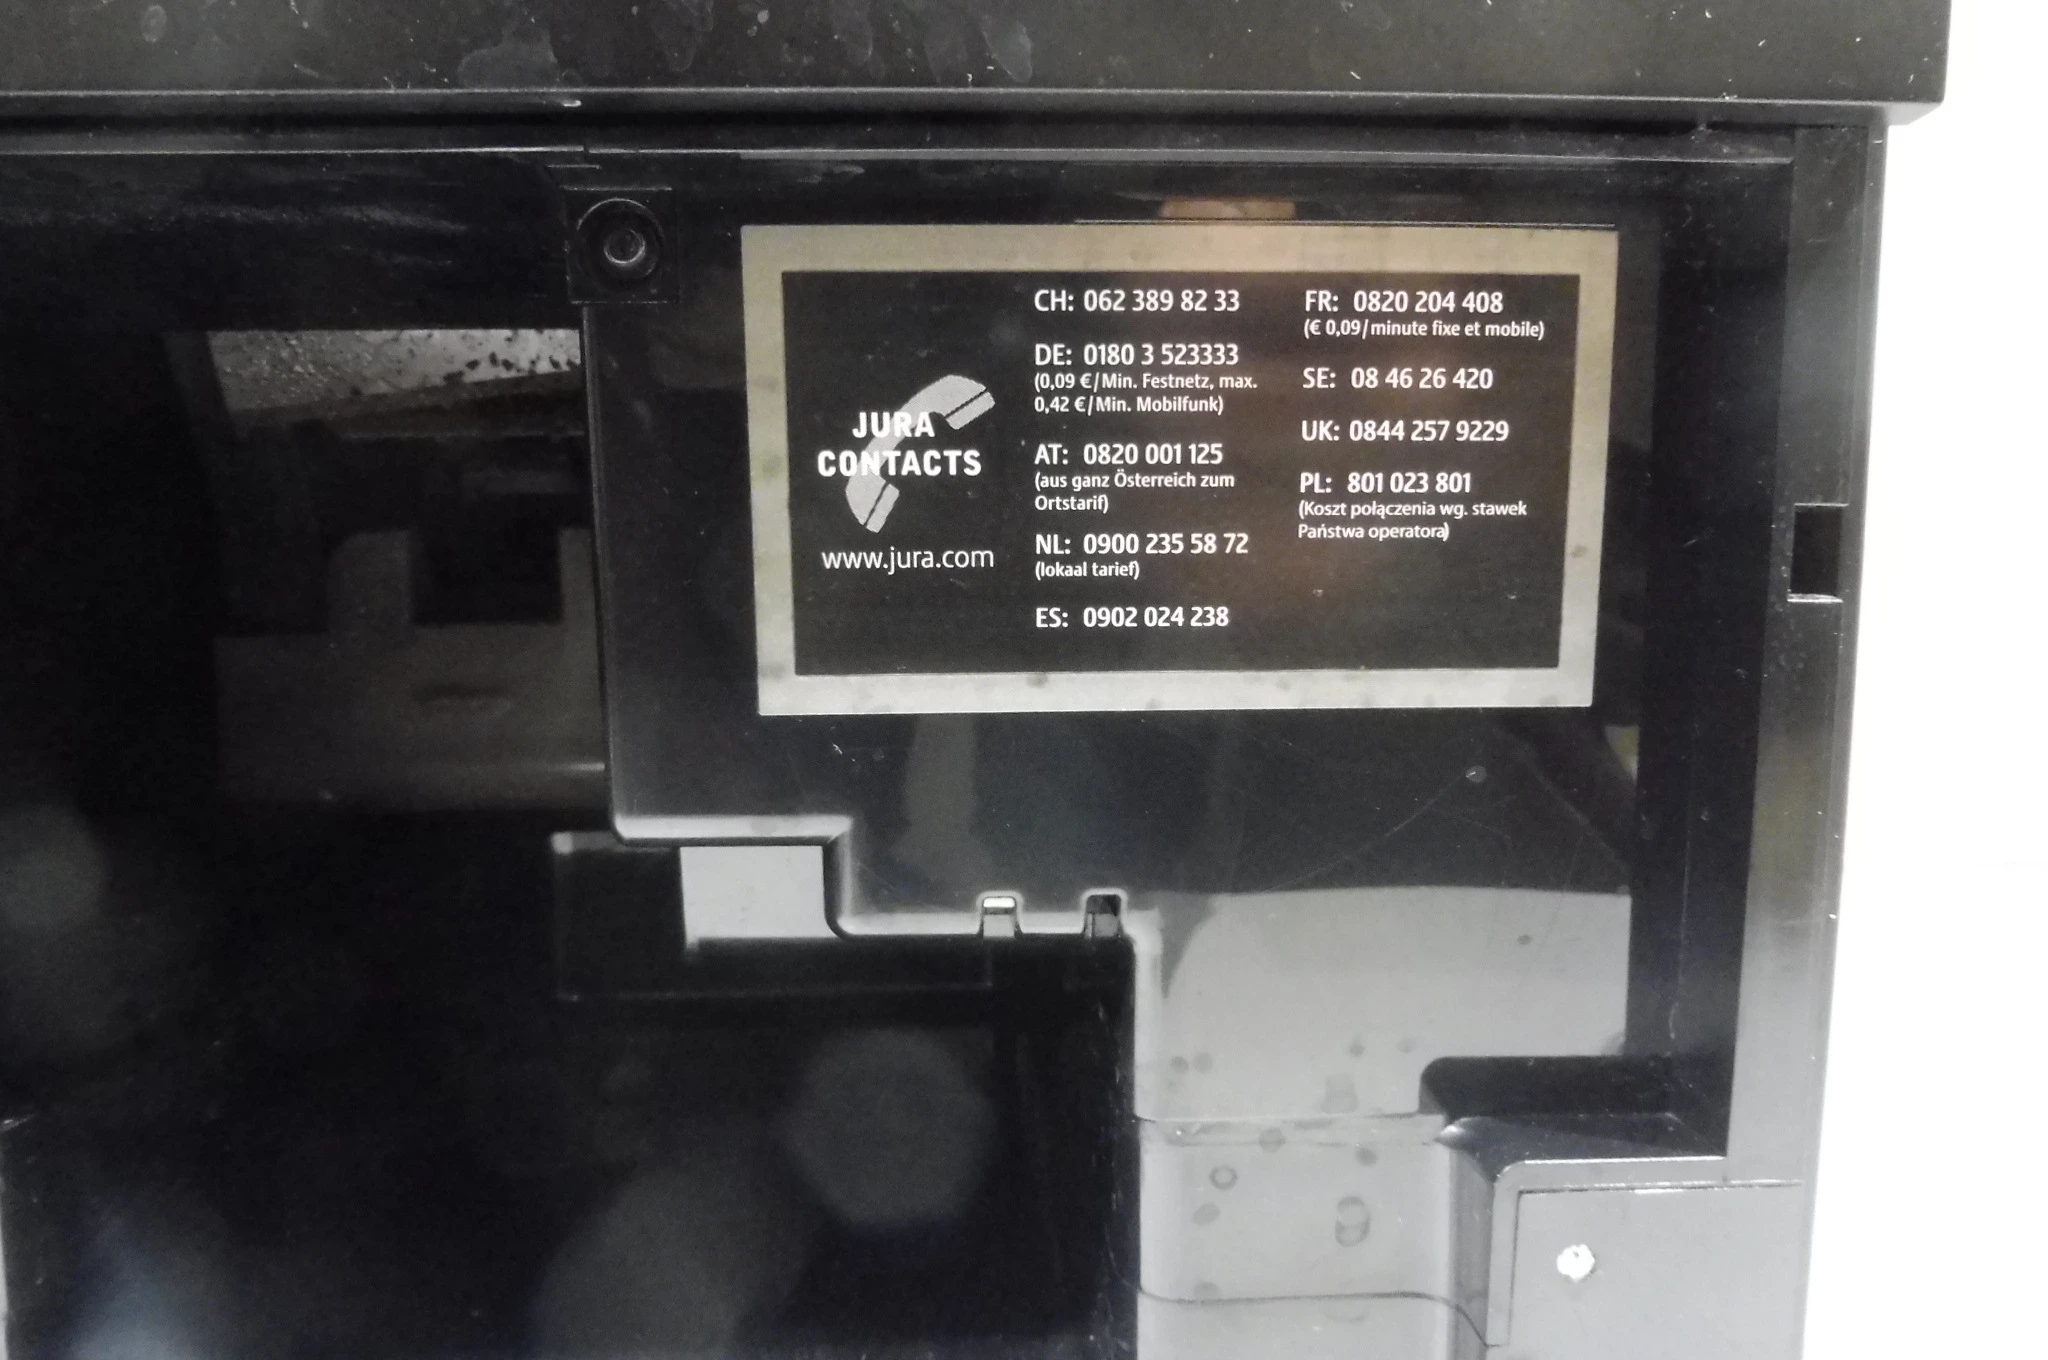 JURA
CONTACTS
www.jura.com
CH: 062 389 82 33
DE: 0180 3 523333
(0,09 €/Min. Festnetz, max.
0,42 €/Min. Mobilfunk)
AT: 0820 001 125
(aus ganz Österreich zum
Ortstarif)
NL: 0900 235 58 72
(lokaal tarief)
ES: 0902 024 238
FR: 0820 204 408
(€ 0,09/minute fixe et mobile)
SE: 08 46 26 420
UK: 0844 257 9229
PL: 801 023 801
(Koszt połączenia wg. stawek
Państwa operatora)